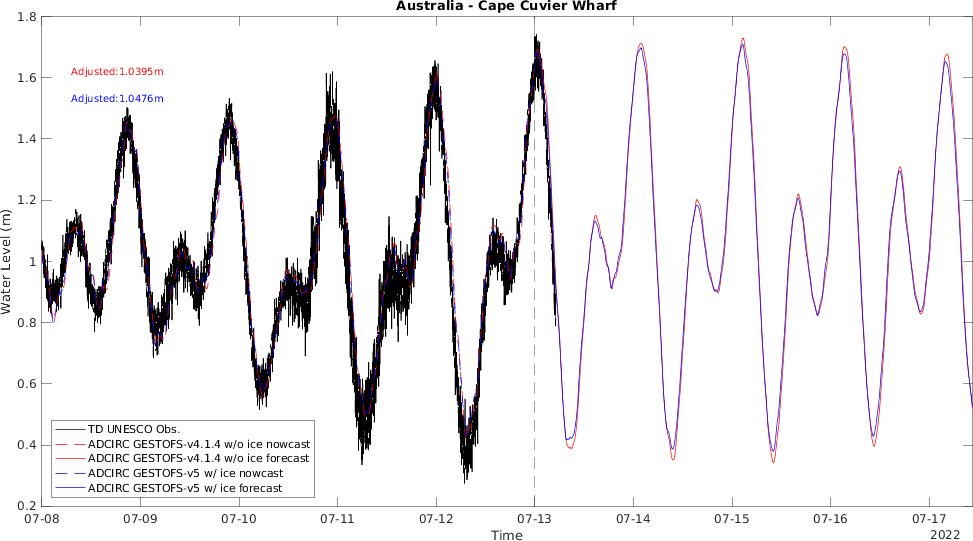 Australia - Cape Cuvier Wharf
1.8
1.6
1.4
1.2
1
0.8
0.6
0.4
0.2
Water Level (m)
Adjusted:1.0395m
Adjusted:1.0476m
TD UNESCO Obs.
ADCIRC GESTOFS-v4.1.4 w/o ice nowcast
ADCIRC GESTOFS-v4.1.4 w/o ice forecast
ADCIRC GESTOFS-v5 w/ ice nowcast
ADCIRC GESTOFS-v5 w/ ice forecast
07-08 07-09 07-10 07-11 07-12 07-13 07-14 07-15 07-16 07-17
Time
2022